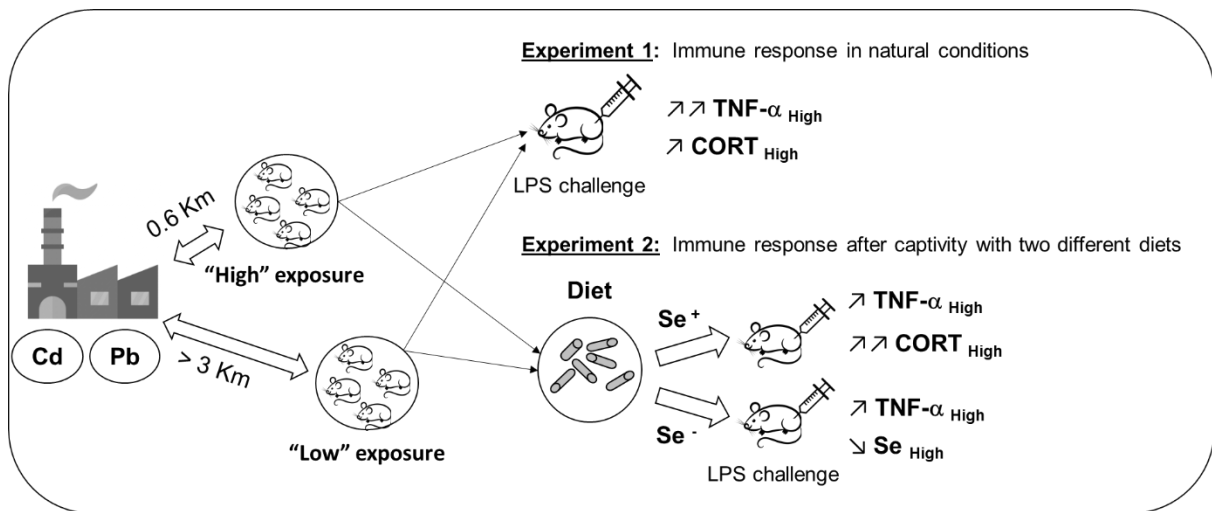 Experiment 1: Immune response in natural conditions
↗↗ TNF-α High
↗ CORT High
LPS challenge
0.6 Km
"High" exposure
Experiment 2: Immune response after captivity with two different diets
Diet
Se +
↗ TNF-α High
↗↗ CORT High
Cd
Pb
> 3 Km
Se -
↗ TNF-α High
↘ Se High
"Low" exposure
LPS challenge